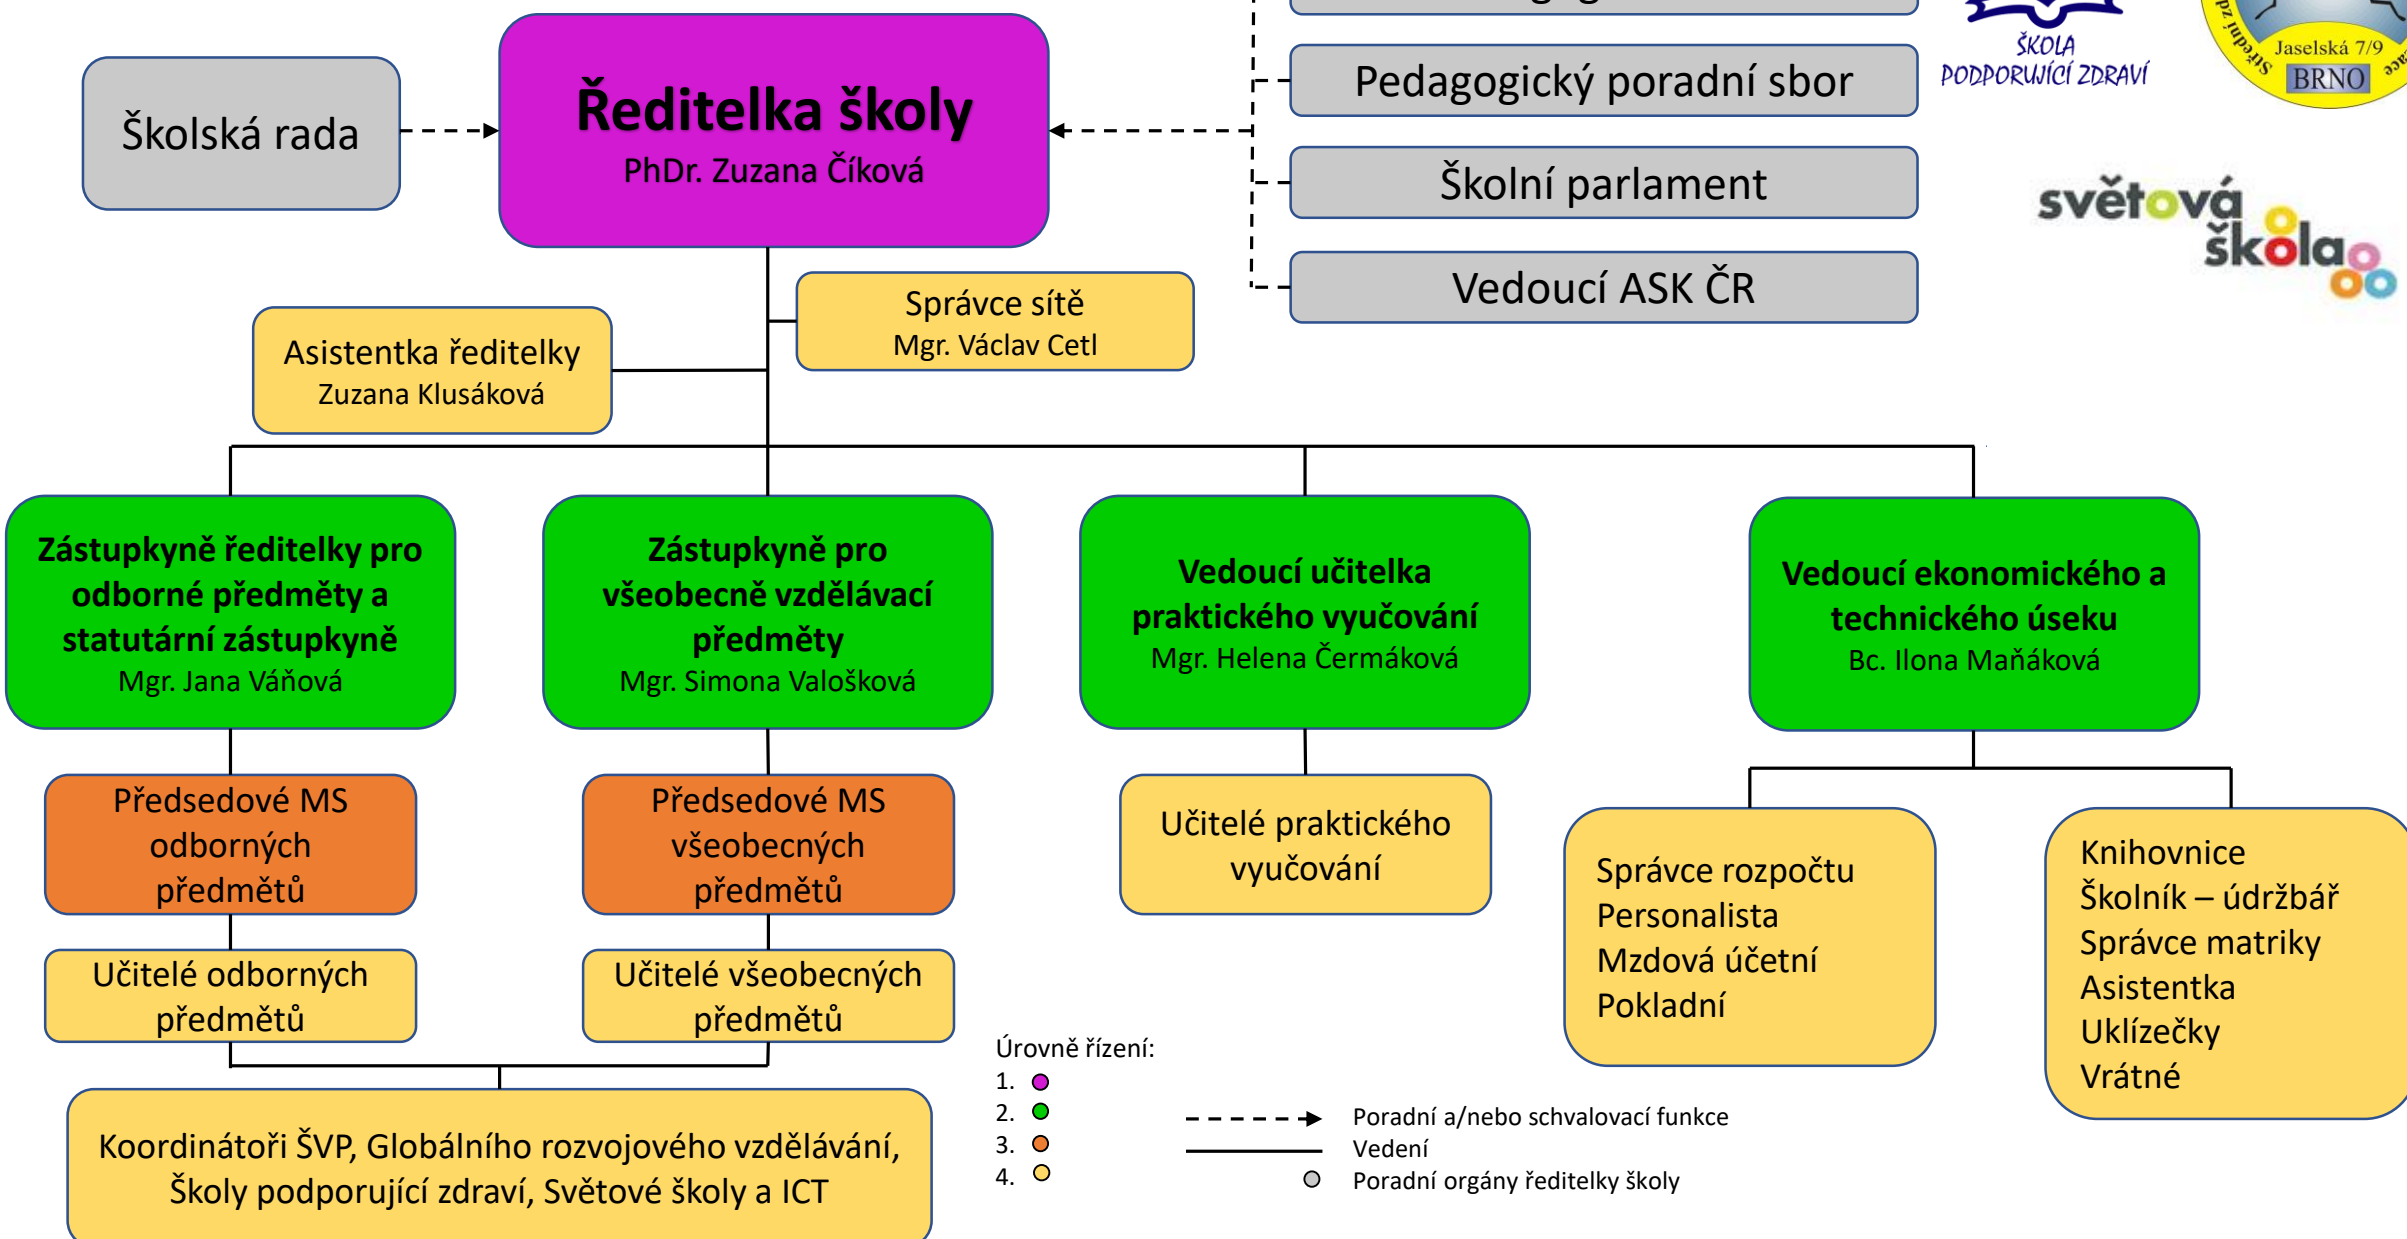 ŠKOLA
PODPORUJÍCÍ ZDRAVÍ
Jaselská 7/9
BRNO
světová
škola
Školská rada
Ředitelka školy
PhDr. Zuzana Číková
Pedagogický poradní sbor
Školní parlament
Vedoucí ASK ČR
Správce sítě
Mgr. Václav Cetl
Asistentka ředitelky
Zuzana Klusáková
Zástupkyně ředitelky pro
odborné předměty a
statutární zástupkyně
Mgr. Jana Váňová
Zástupkyně pro
všeobecně vzdělávací
předměty
Mgr. Simona Valošková
Vedoucí učitelka
praktického vyučování
Mgr. Helena Čermáková
Vedoucí ekonomického a
technického úseku
Bc. Ilona Maňáková
Předsedové MS
odborných
předmětů
Předsedové MS
všeobecných
předmětů
Učitelé praktického
vyučování
Správce rozpočtu
Personalista
Mzdová účetní
Pokladní
Knihovnice
Školník – údržbář
Správce matriky
Asistentka
Uklízečky
Vrátné
Učitelé odborných
předmětů
Učitelé všeobecných
předmětů
Koordinátoři ŠVP, Globálního rozvojového vzdělávání,
Školy podporující zdraví, Světové školy a ICT
Úrovně řízení:
1.
2.
3.
4.
Poradní a/nebo schvalovací funkce
Vedení
Poradní orgány ředitelky školy